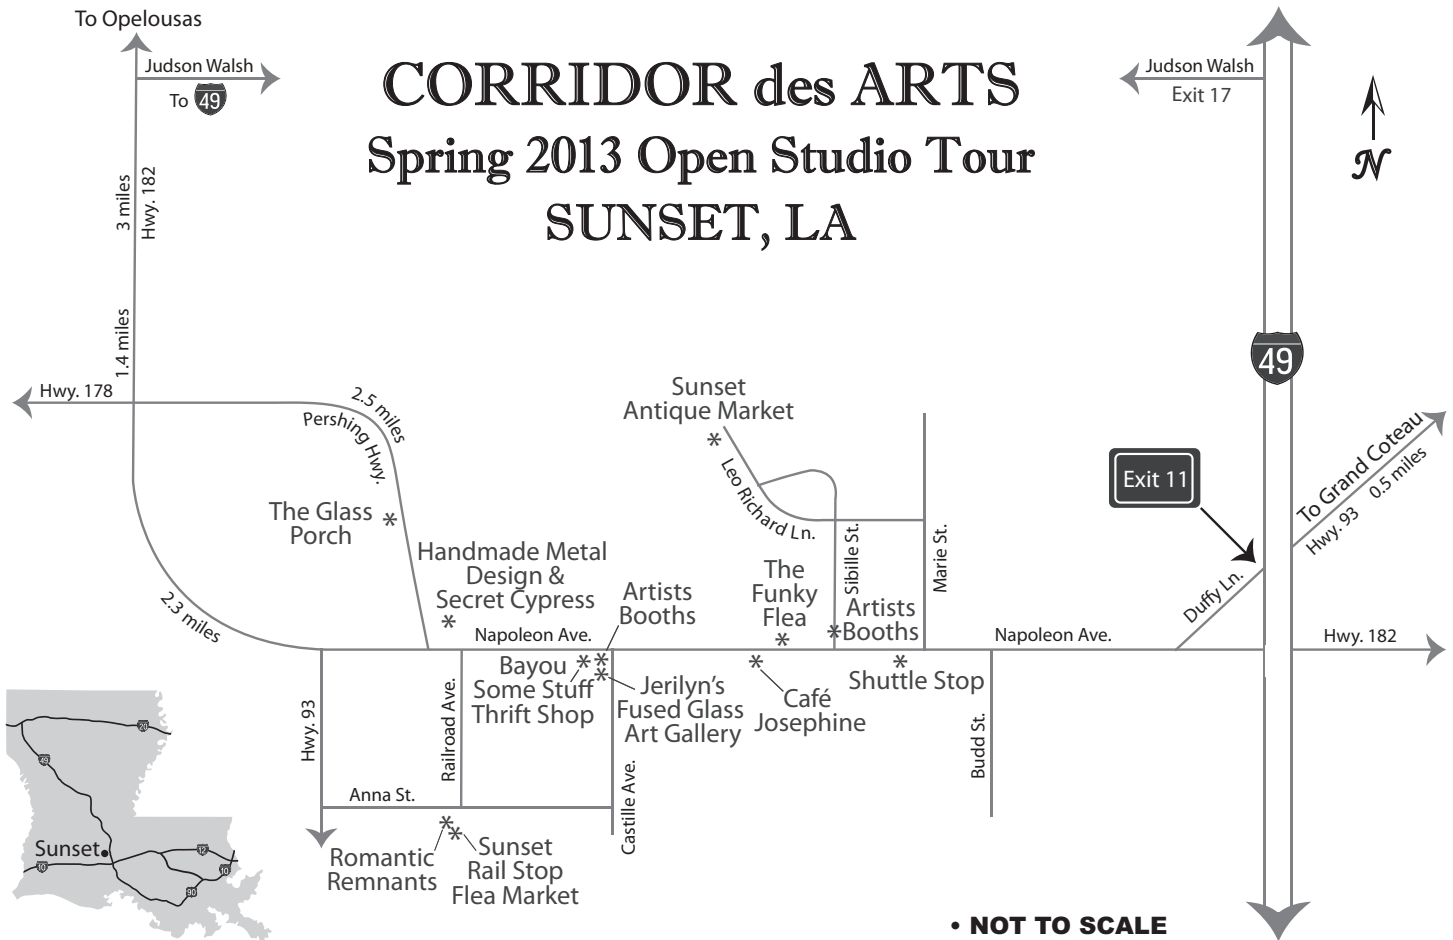 To Opelousas
Judson Walsh
To 49
3 miles
Hwy. 182
1.4 miles
CORRIDOR des ARTS
Spring 2013 Open Studio Tour
SUNSET, LA
Judson Walsh
Exit 17
N
49
Hwy. 178
2.5 miles
Pershing Hwy.
Sunset
Antique Market
Leo Richard Ln.
Exit 11
To Grand Coteau
Hwy. 93 0.5 miles
The Glass
Porch
Handmade Metal
Design &
Secret Cypress
Artists
Booths
The
Funky
Flea
Sibille St.
Artists
Booths
Marie St.
Duffy Ln.
2.3 miles
Napoleon Ave.
Napoleon Ave.
Hwy. 182
Bayou
Some Stuff
Thrift Shop
Jerilyn's
Fused Glass
Art Gallery
Café
Josephine
Shuttle Stop
Hwy. 93
Railroad Ave.
Budd St.
Anna St.
Castille Ave.
Romantic
Remnants
Sunset
Rail Stop
Flea Market
20
49
Sunset
10
12
10
90
• NOT TO SCALE